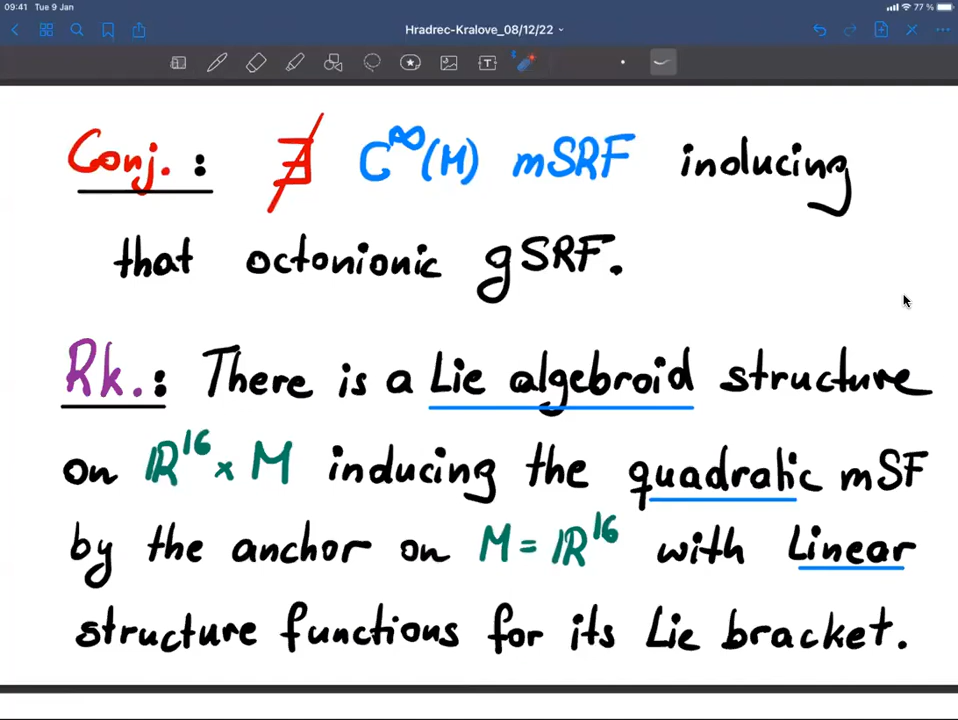 09:41 Tue 9 Jan
77 %
Hradrec-Kralove_08/12/22
Conj. : ∄ C^∞(M) mSRF inducing
that octonionic gSRF.
Rk.: There is a Lie algebroid structure
on ℝ^16 × M inducing the quadratic mSF
by the anchor on M = ℝ^16 with Linear
structure functions for its Lie bracket.